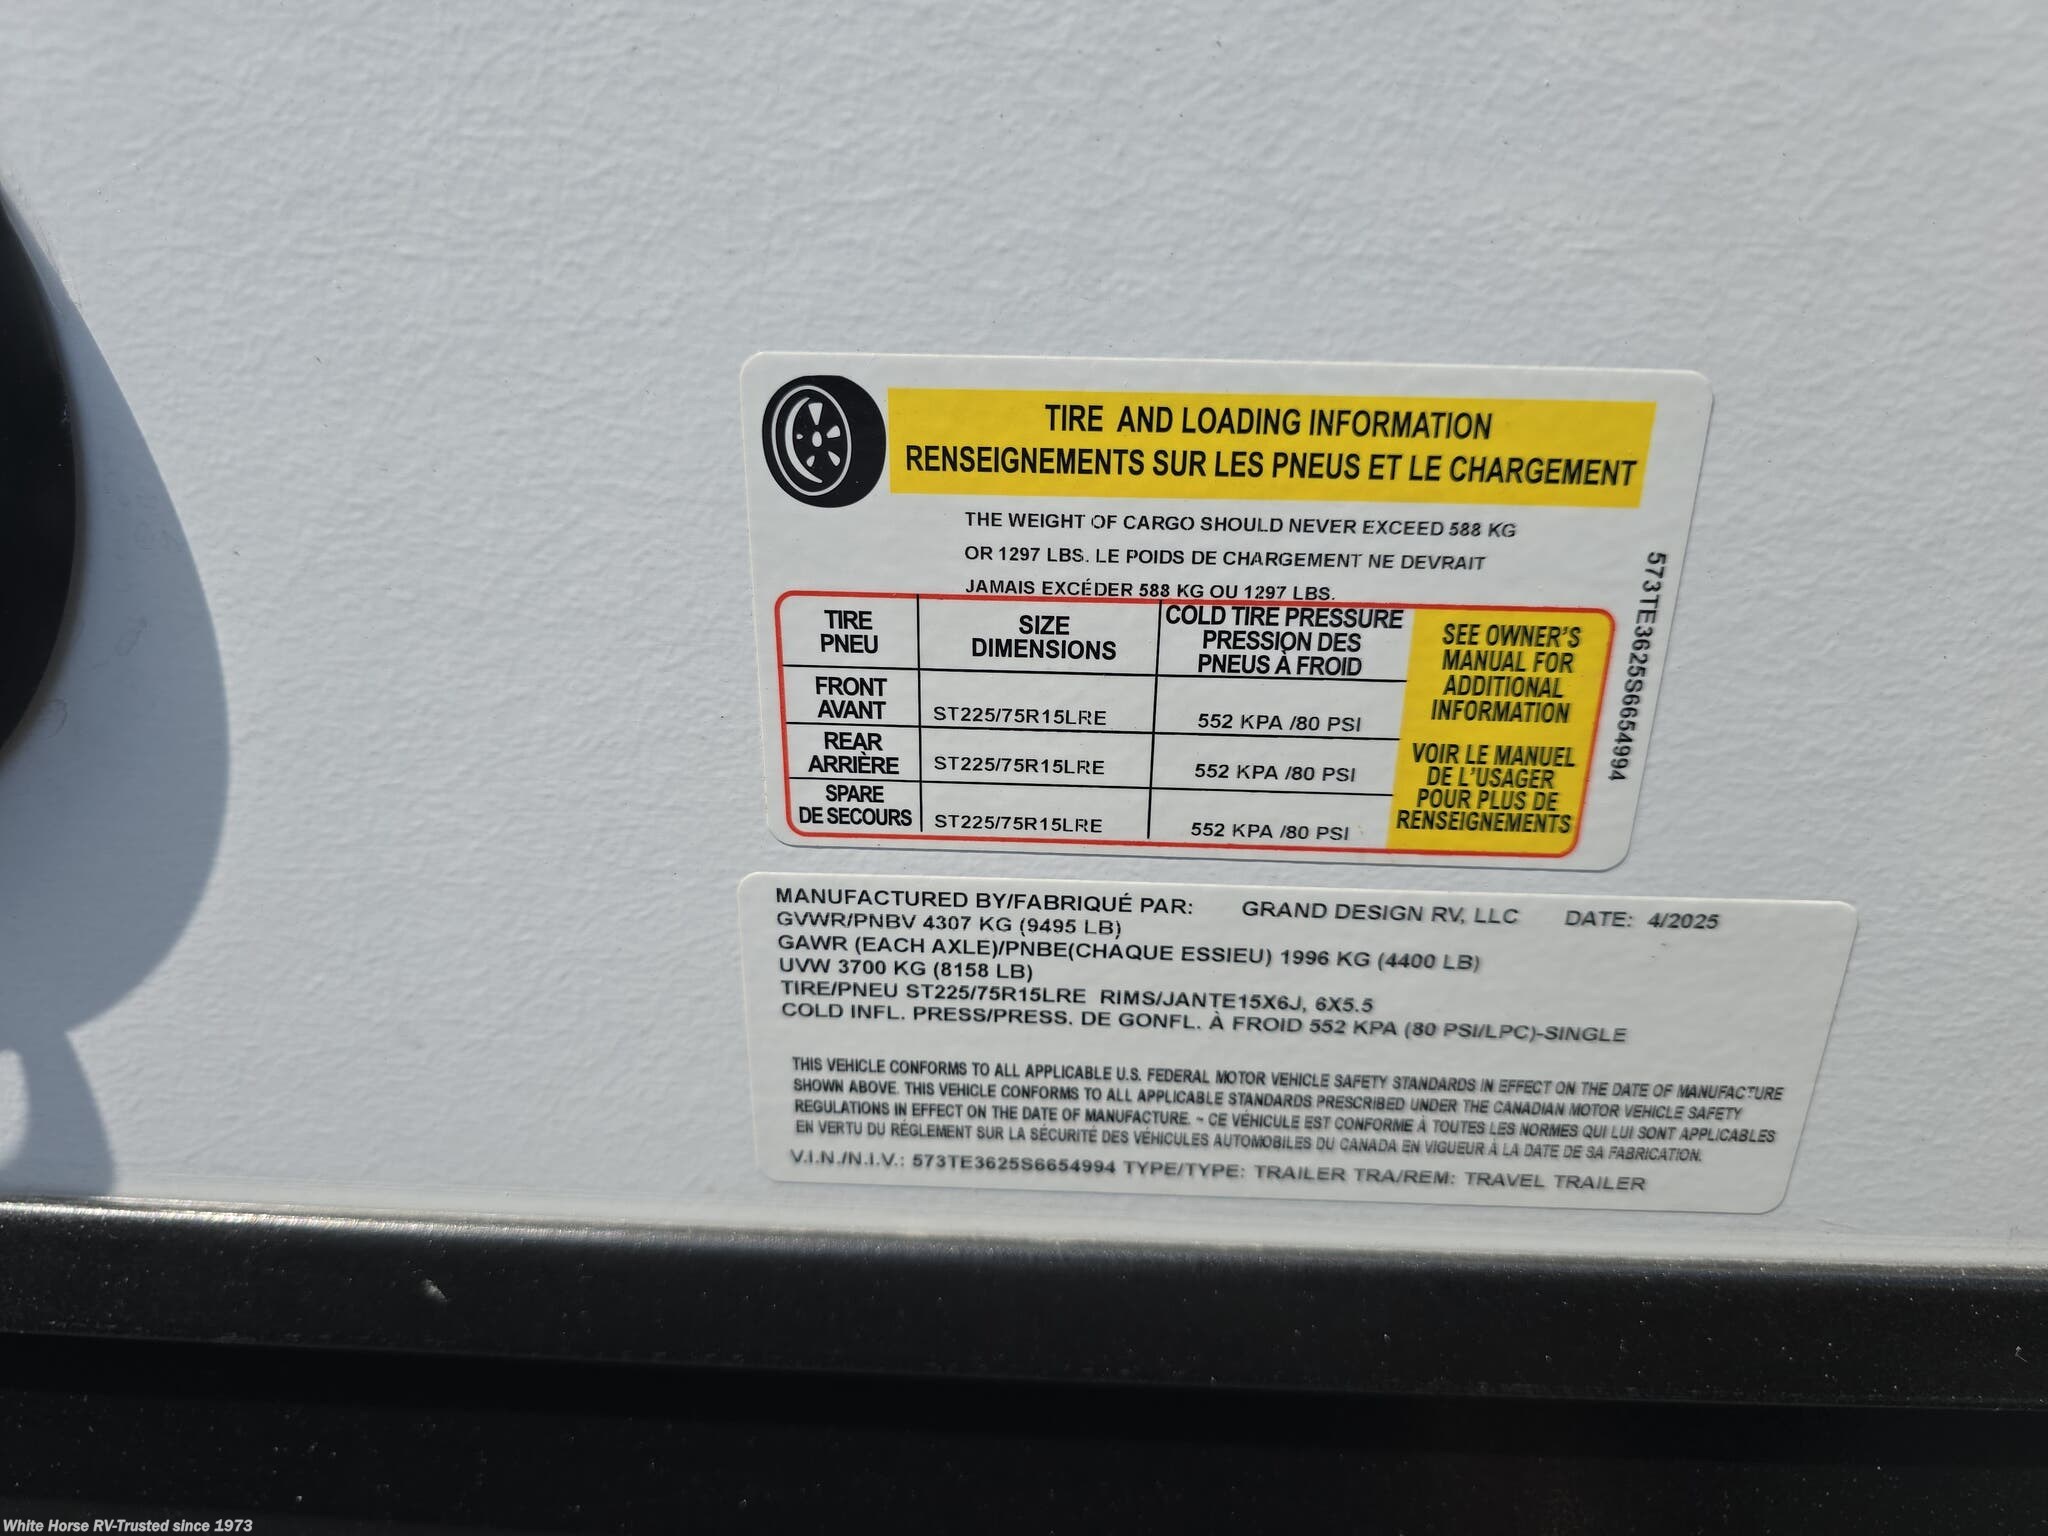 TIRE AND LOADING INFORMATION
RENSEIGNEMENTS SUR LES PNEUS ET LE CHARGEMENT
THE WEIGHT OF CARGO SHOULD NEVER EXCEED 588 KG
OR 1297 LBS. LE POIDS DE CHARGEMENT NE DEVRAIT
JAMAIS EXCÉDER 588 KG OU 1297 LBS.
TIRE
PNEU
SIZE
DIMENSIONS
COLD TIRE PRESSURE
PRESSION DES
PNEUS À FROID
FRONT
AVANT
ST225/75R15LRE
552 KPA /80 PSI
REAR
ARRIÈRE
ST225/75R15LRE
552 KPA /80 PSI
SPARE
DE SECOURS
ST225/75R15LRE
552 KPA /80 PSI
SEE OWNER'S
MANUAL FOR
ADDITIONAL
INFORMATION
VOIR LE MANUEL
DE L'USAGER
POUR PLUS DE
RENSEIGNEMENTS
573TE3625S6654994
MANUFACTURED BY/FABRIQUÉ PAR: GRAND DESIGN RV, LLC DATE: 4/2025
GVWR/PNBV 4307 KG (9495 LB)
GAWR (EACH AXLE)/PNBE(CHAQUE ESSIEU) 1996 KG (4400 LB)
UVW 3700 KG (8158 LB)
TIRE/PNEU ST225/75R15LRE RIMS/JANTE15X6J, 6X5.5
COLD INFL. PRESS/PRESS. DE GONFL. À FROID 552 KPA (80 PSI/LPC)-SINGLE
THIS VEHICLE CONFORMS TO ALL APPLICABLE U.S. FEDERAL MOTOR VEHICLE SAFETY STANDARDS IN EFFECT ON THE DATE OF MANUFACTURE
SHOWN ABOVE. THIS VEHICLE CONFORMS TO ALL APPLICABLE STANDARDS PRESCRIBED UNDER THE CANADIAN MOTOR VEHICLE SAFETY
REGULATIONS IN EFFECT ON THE DATE OF MANUFACTURE. - CE VÉHICULE EST CONFORME À TOUTES LES NORMES QUI LUI SONT APPLICABLES
EN VERTU DU RÉGLEMENT SUR LA SÉCURITÉ DES VÉHICULES AUTOMOBILES DU CANADA EN VIGUEUR À LA DATE DE SA FABRICATION.
V.I.N./N.I.V.: 573TE3625S6654994 TYPE/TYPE: TRAILER TRA/REM: TRAVEL TRAILER
White Horse RV-Trusted since 1973